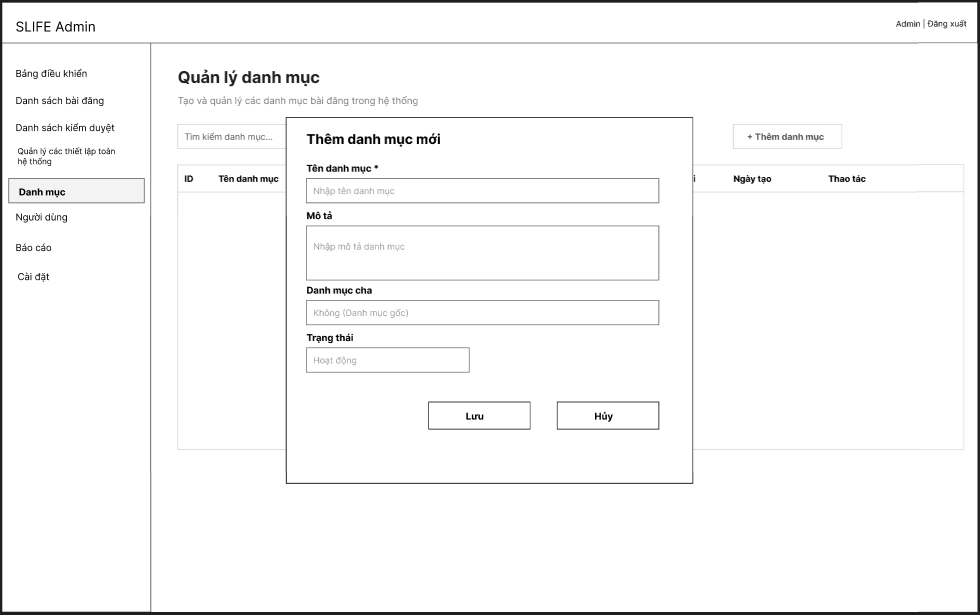 SLIFE Admin
Admin | Đăng xuất
Bảng điều khiển
Danh sách bài đăng
Danh sách kiểm duyệt
Quản lý các thiết lập toàn
hệ thống
Danh mục
Người dùng
Báo cáo
Cài đặt
Quản lý danh mục
Tạo và quản lý các danh mục bài đăng trong hệ thống
Tìm kiếm danh mục...
+ Thêm danh mục
ID Tên danh mục Ngày tạo Thao tác
Thêm danh mục mới
Tên danh mục *
Nhập tên danh mục
Mô tả
Nhập mô tả danh mục
Danh mục cha
Không (Danh mục gốc)
Trạng thái
Hoạt động
Lưu Hủy